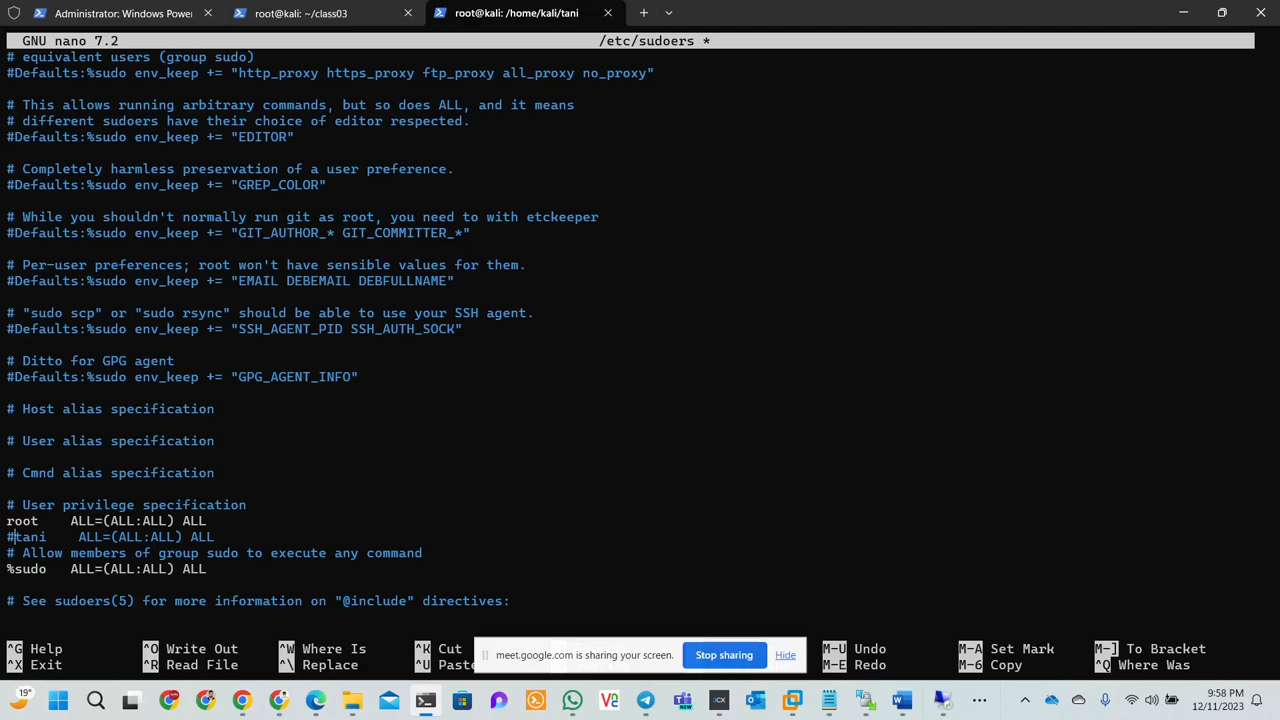 Administrator: Windows Power
root@kali: ~/class03
root@kali: /home/kali/tani
GNU nano 7.2
/etc/sudoers *
# equivalent users (group sudo)
#Defaults:%sudo env_keep += "http_proxy https_proxy ftp_proxy all_proxy no_proxy"
# This allows running arbitrary commands, but so does ALL, and it means
# different sudoers have their choice of editor respected.
#Defaults:%sudo env_keep += "EDITOR"
# Completely harmless preservation of a user preference.
#Defaults:%sudo env_keep += "GREP_COLOR"
# While you shouldn't normally run git as root, you need to with etckeeper
#Defaults:%sudo env_keep += "GIT_AUTHOR_* GIT_COMMITTER_*"
# Per-user preferences; root won't have sensible values for them.
#Defaults:%sudo env_keep += "EMAIL DEBEMAIL DEBFULLNAME"
# "sudo scp" or "sudo rsync" should be able to use your SSH agent.
#Defaults:%sudo env_keep += "SSH_AGENT_PID SSH_AUTH_SOCK"
# Ditto for GPG agent
#Defaults:%sudo env_keep += "GPG_AGENT_INFO"
# Host alias specification
# User alias specification
# Cmnd alias specification
# User privilege specification
root ALL=(ALL:ALL) ALL
#tani ALL=(ALL:ALL) ALL
# Allow members of group sudo to execute any command
%sudo ALL=(ALL:ALL) ALL
# See sudoers(5) for more information on "@include" directives:
^G Help ^O Write Out ^W Where Is ^K Cut M-U Undo M-A Set Mark M-] To Bracket
^X Exit ^R Read File ^\ Replace ^U Paste M-E Redo M-6 Copy ^Q Where Was
meet.google.com is sharing your screen. Stop sharing Hide
19°
9:58 PM
12/11/2023